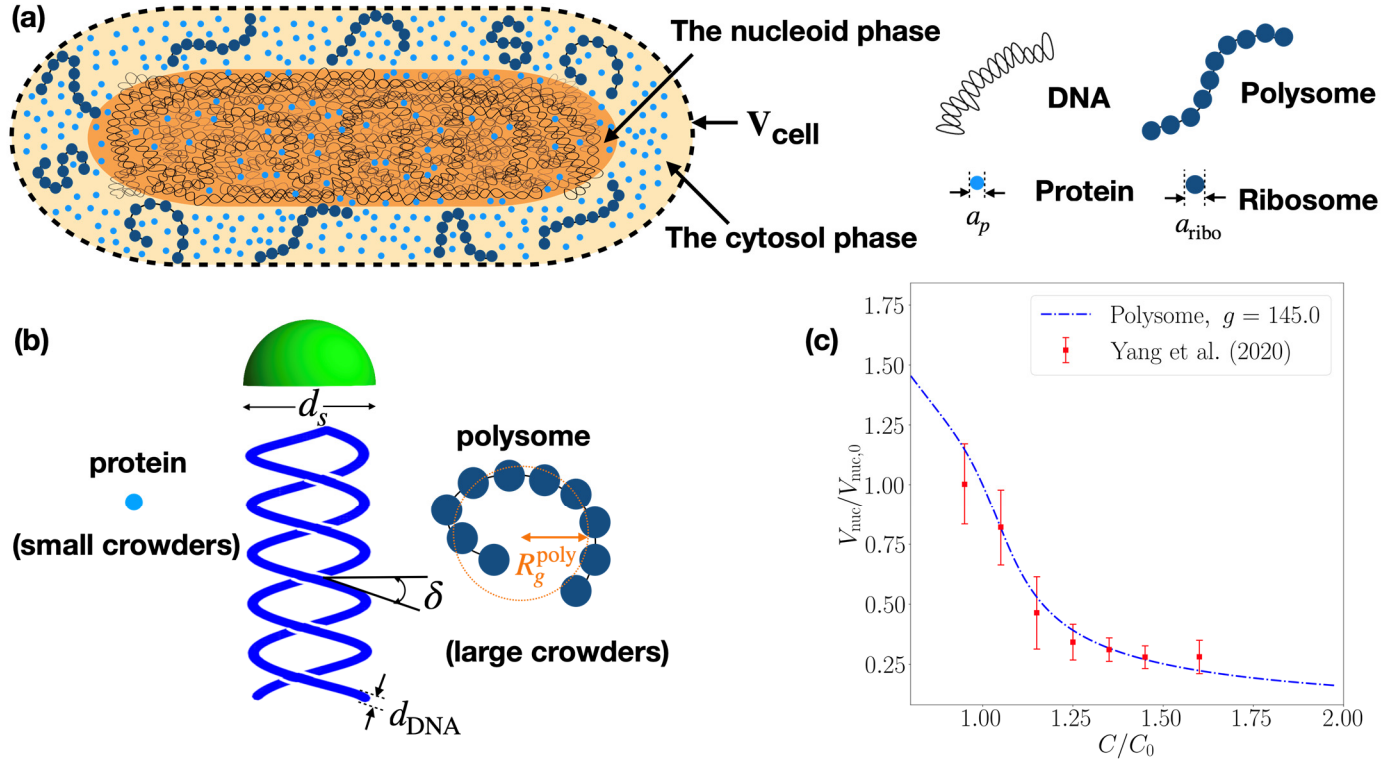 (a)
The nucleoid phase
V_cell
The cytosol phase
DNA
Polysome
Protein
a_p
Ribosome
a_ribo
(b)
d_s
protein
(small crowders)
δ
d_DNA
polysome
R_g^poly
(large crowders)
(c)
Polysome, g = 145.0
Yang et al. (2020)
V_nuc/V_nuc,0
1.75
1.50
1.25
1.00
0.75
0.50
0.25
1.00 1.25 1.50 1.75 2.00
C/C_0